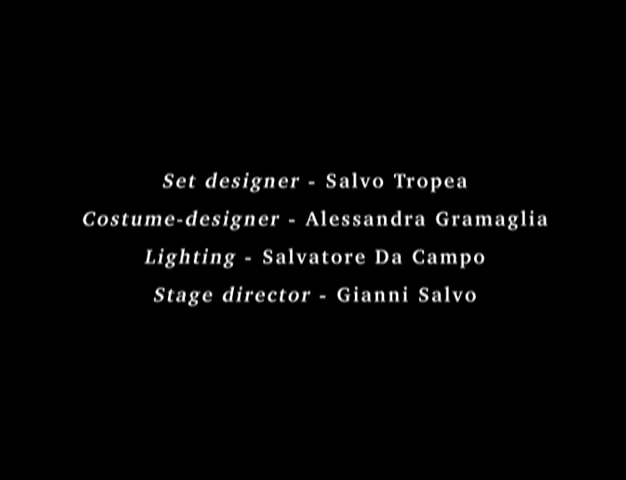 Set designer - Salvo Tropea
Costume-designer - Alessandra Gramaglia
Lighting - Salvatore Da Campo
Stage director - Gianni Salvo